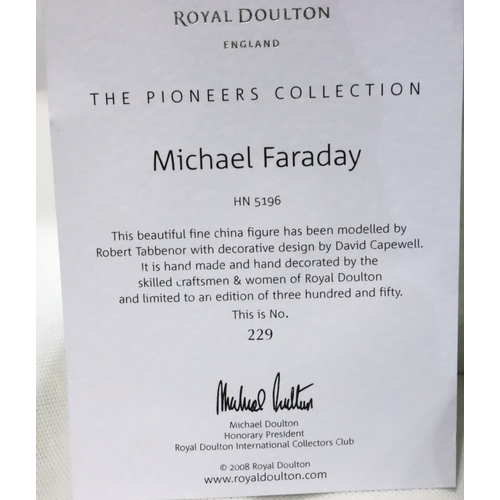 ROYAL DOULTON
ENGLAND
THE PIONEERS COLLECTION
Michael Faraday
HN 5196
This beautiful fine china figure has been modelled by
Robert Tabbenor with decorative design by David Capewell.
It is hand made and hand decorated by the
skilled craftsmen & women of Royal Doulton
and limited to an edition of three hundred and fifty.
This is No.
229
Michael Doulton
Michael Doulton
Honorary President
Royal Doulton International Collectors Club
© 2008 Royal Doulton
www.royaldoulton.com